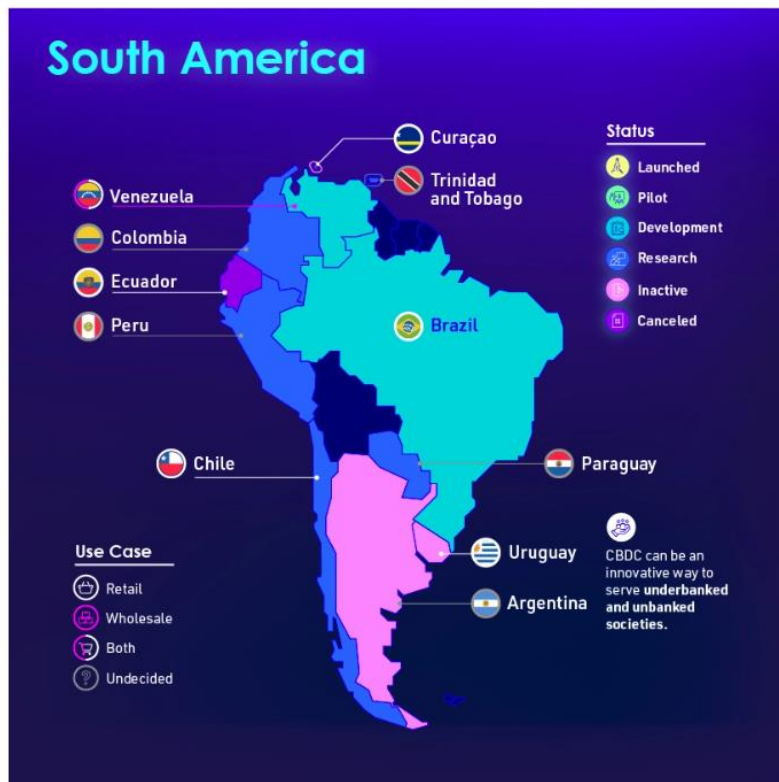 South America
Curaçao
Trinidad
and Tobago
Venezuela
Colombia
Ecuador
Peru
Brazil
Chile
Paraguay
Uruguay
Argentina
Status
Launched
Pilot
Development
Research
Inactive
Canceled
Use Case
Retail
Wholesale
Both
? Undecided
CBDC can be an
innovative way to
serve underbanked
and unbanked
societies.